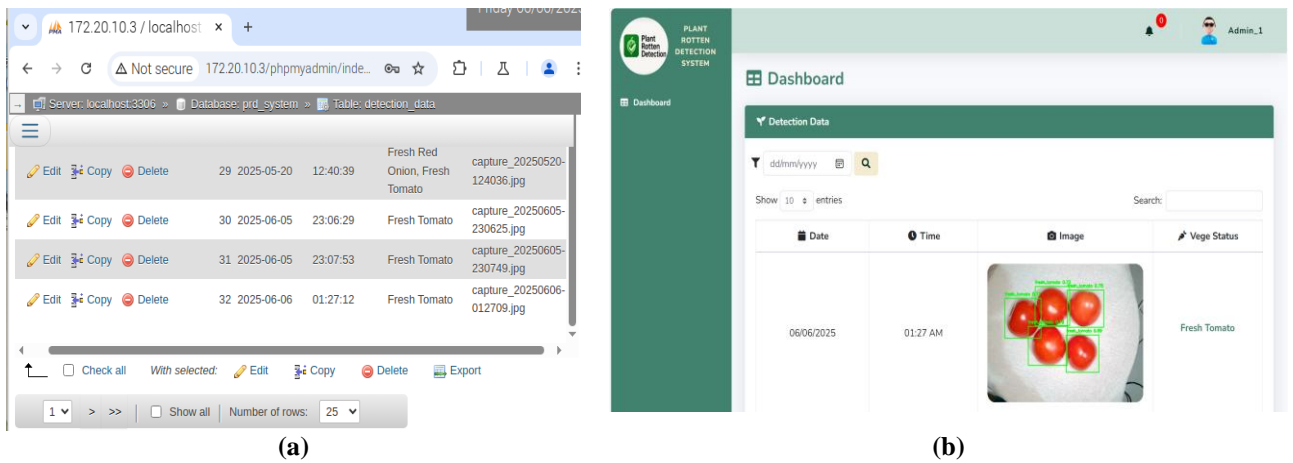 172.20.10.3 / localhost
Not secure 172.20.10.3/phpmyadmin/inde...
Server: localhost:3306 » Database: prd_system » Table: detection_data
Edit Copy Delete 29 2025-05-20 12:40:39 Fresh Red Onion, Fresh Tomato capture_20250520-124036.jpg
Edit Copy Delete 30 2025-06-05 23:06:29 Fresh Tomato capture_20250605-230625.jpg
Edit Copy Delete 31 2025-06-05 23:07:53 Fresh Tomato capture_20250605-230749.jpg
Edit Copy Delete 32 2025-06-06 01:27:12 Fresh Tomato capture_20250606-012709.jpg
Check all With selected: Edit Copy Delete Export
1 > >> Show all Number of rows: 25
(a)
Plant Rotten Detection
PLANT ROTTEN DETECTION SYSTEM
0
Admin_1
Dashboard
Dashboard
Detection Data
dd/mm/yyyy
Show 10 entries Search:
Date Time Image Vege Status
06/06/2025 01:27 AM Fresh Tomato
(b)